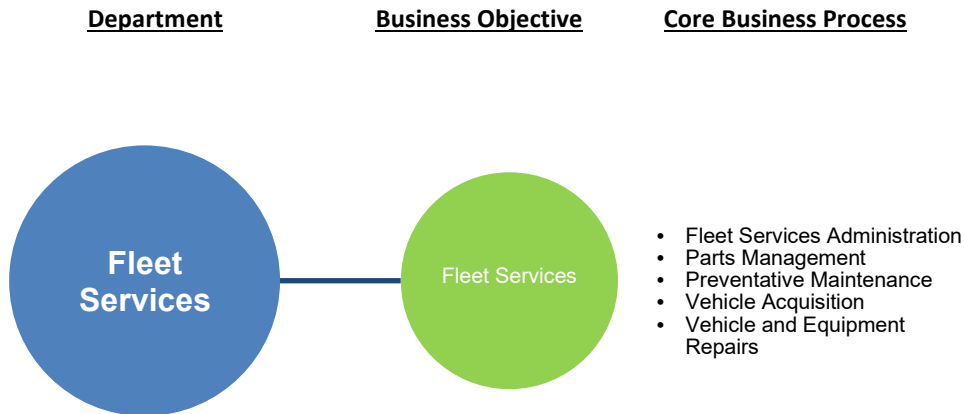 Department
Business Objective
Core Business Process
Fleet
Services
Fleet Services
• Fleet Services Administration
• Parts Management
• Preventative Maintenance
• Vehicle Acquisition
• Vehicle and Equipment
Repairs